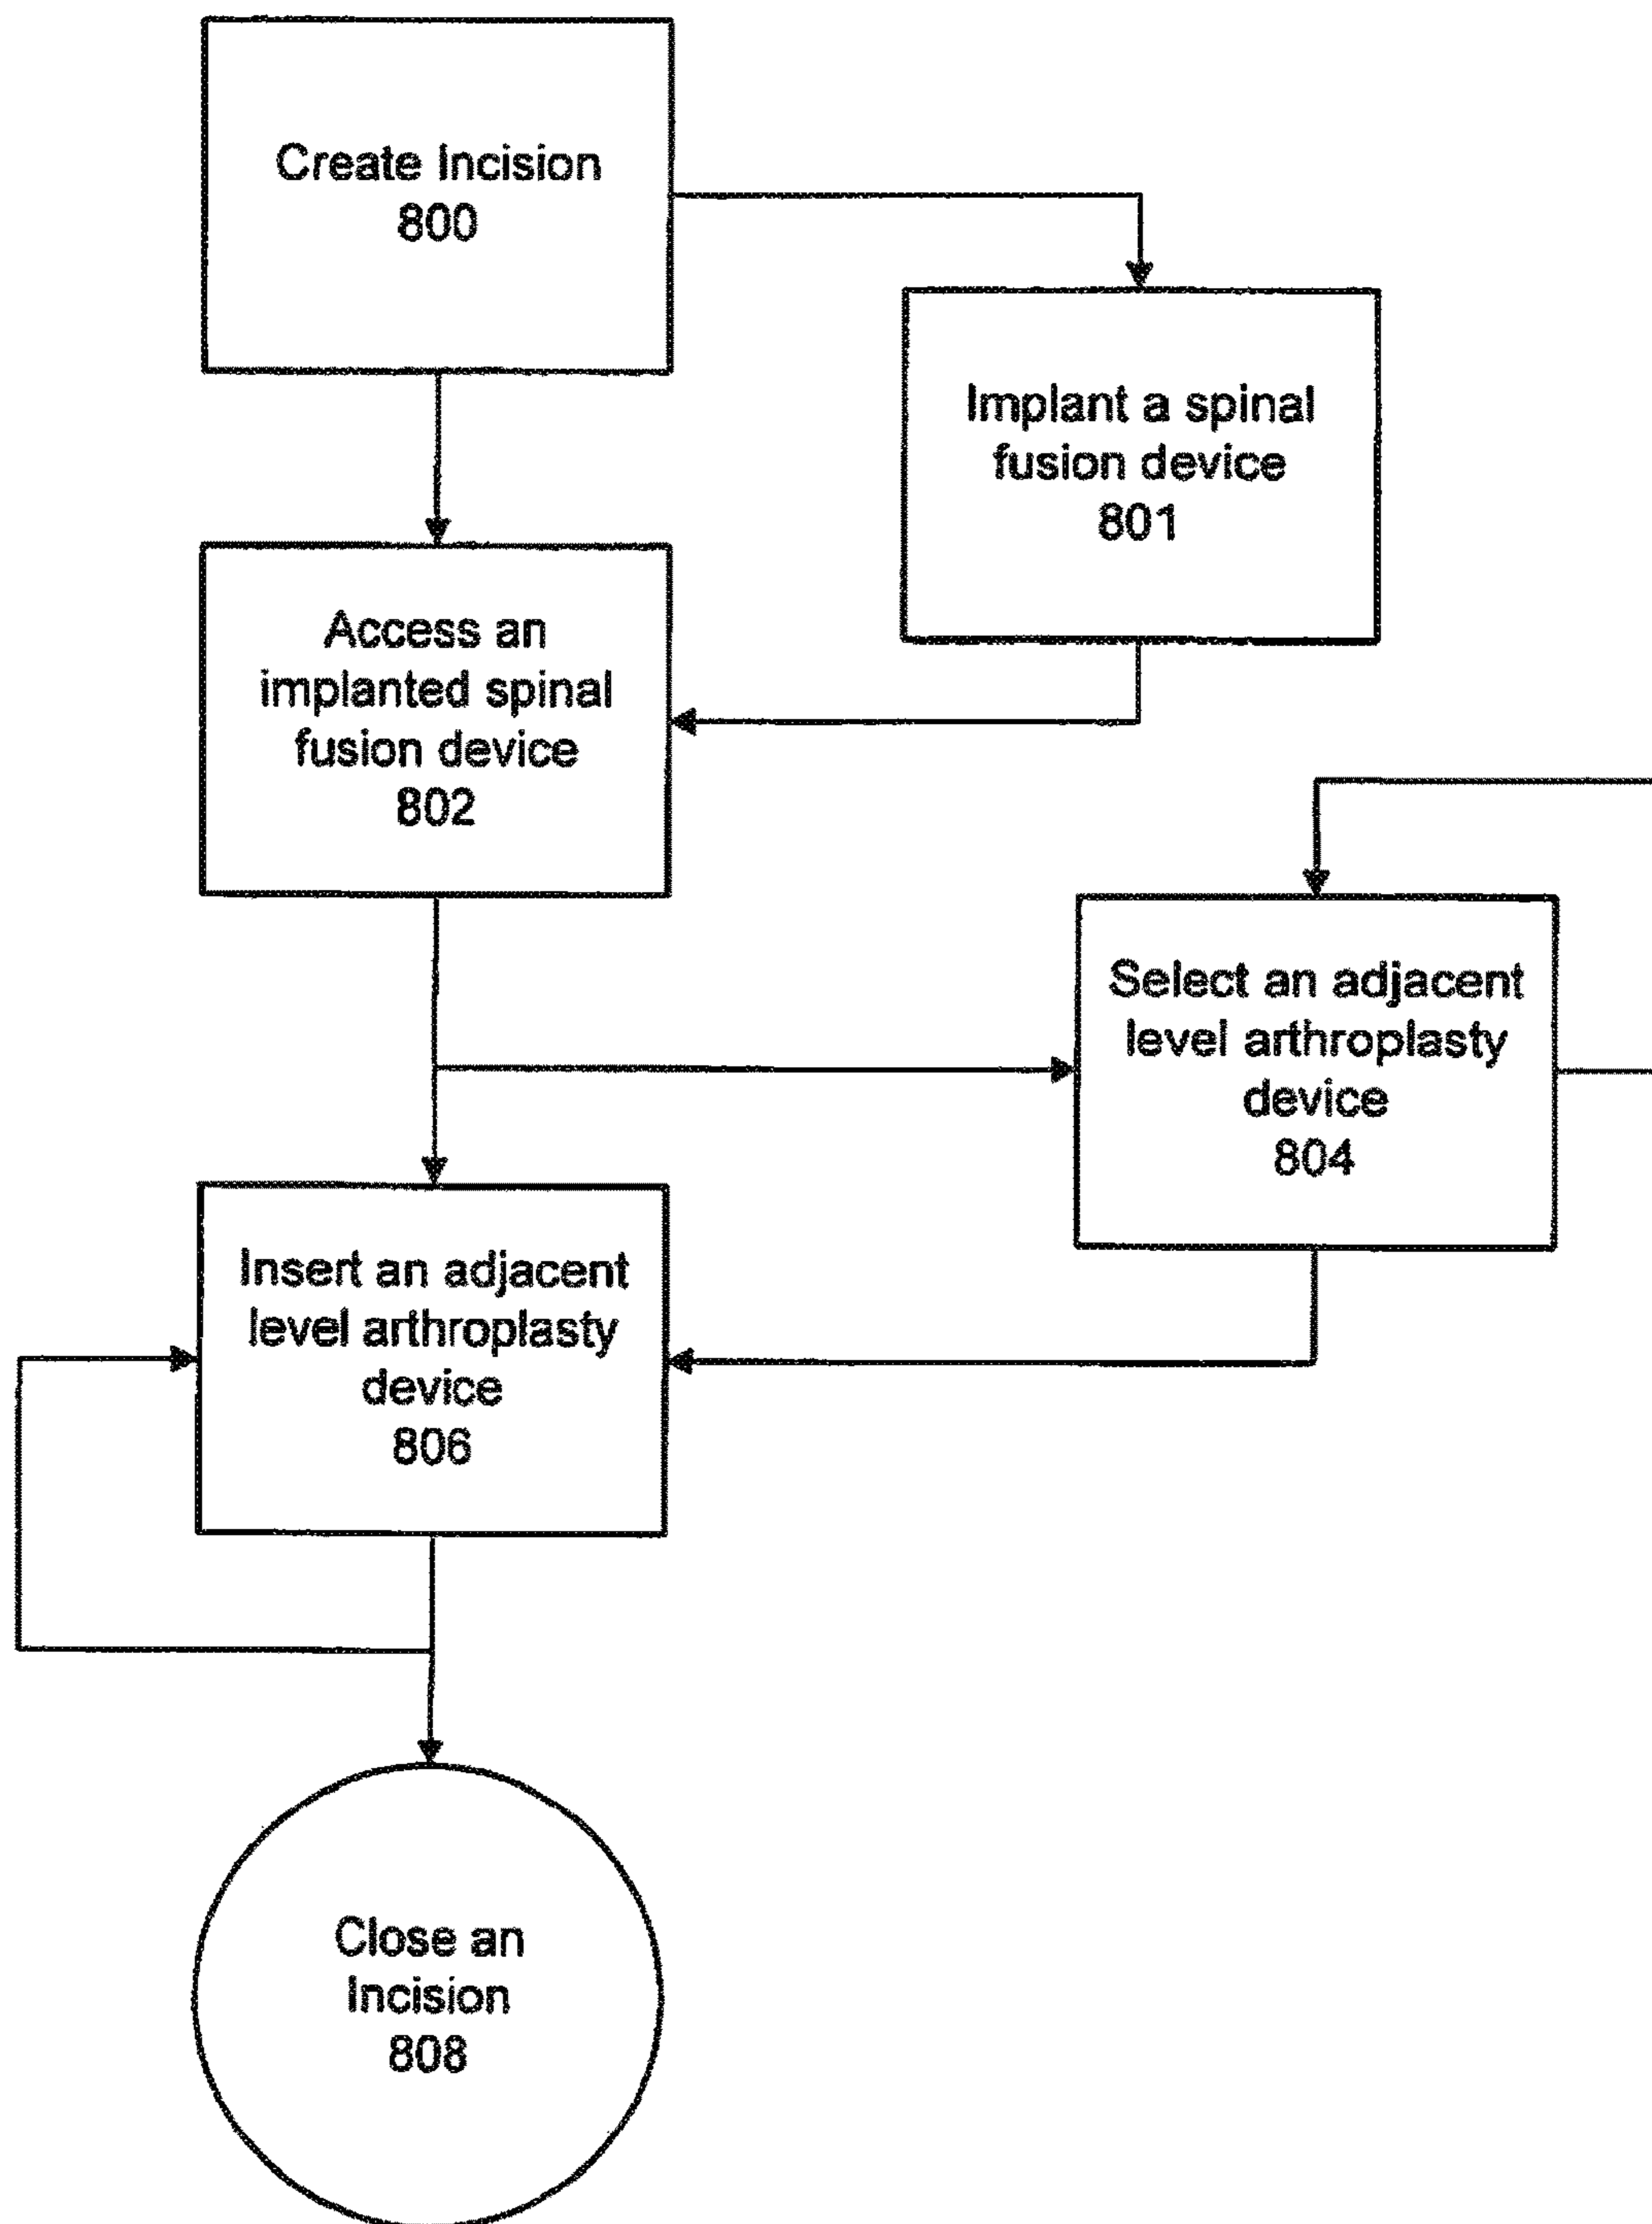 Create Incision
800
Implant a spinal
fusion device
801
Access an
implanted spinal
fusion device
802
Select an adjacent
level arthroplasty
device
804
Insert an adjacent
level arthroplasty
device
806
Close an
Incision
808